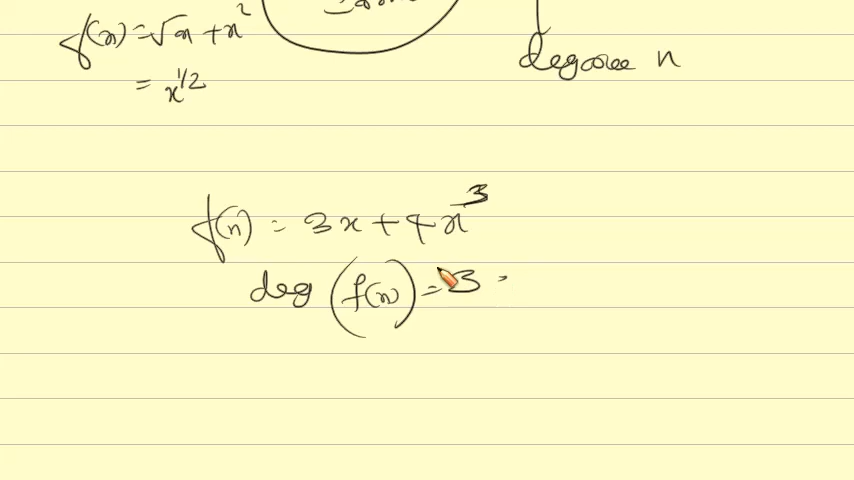 f(x) = √x + x²
= x^1/2
degree n
f(x) = 3x + 4x³
deg (f(x)) = 3